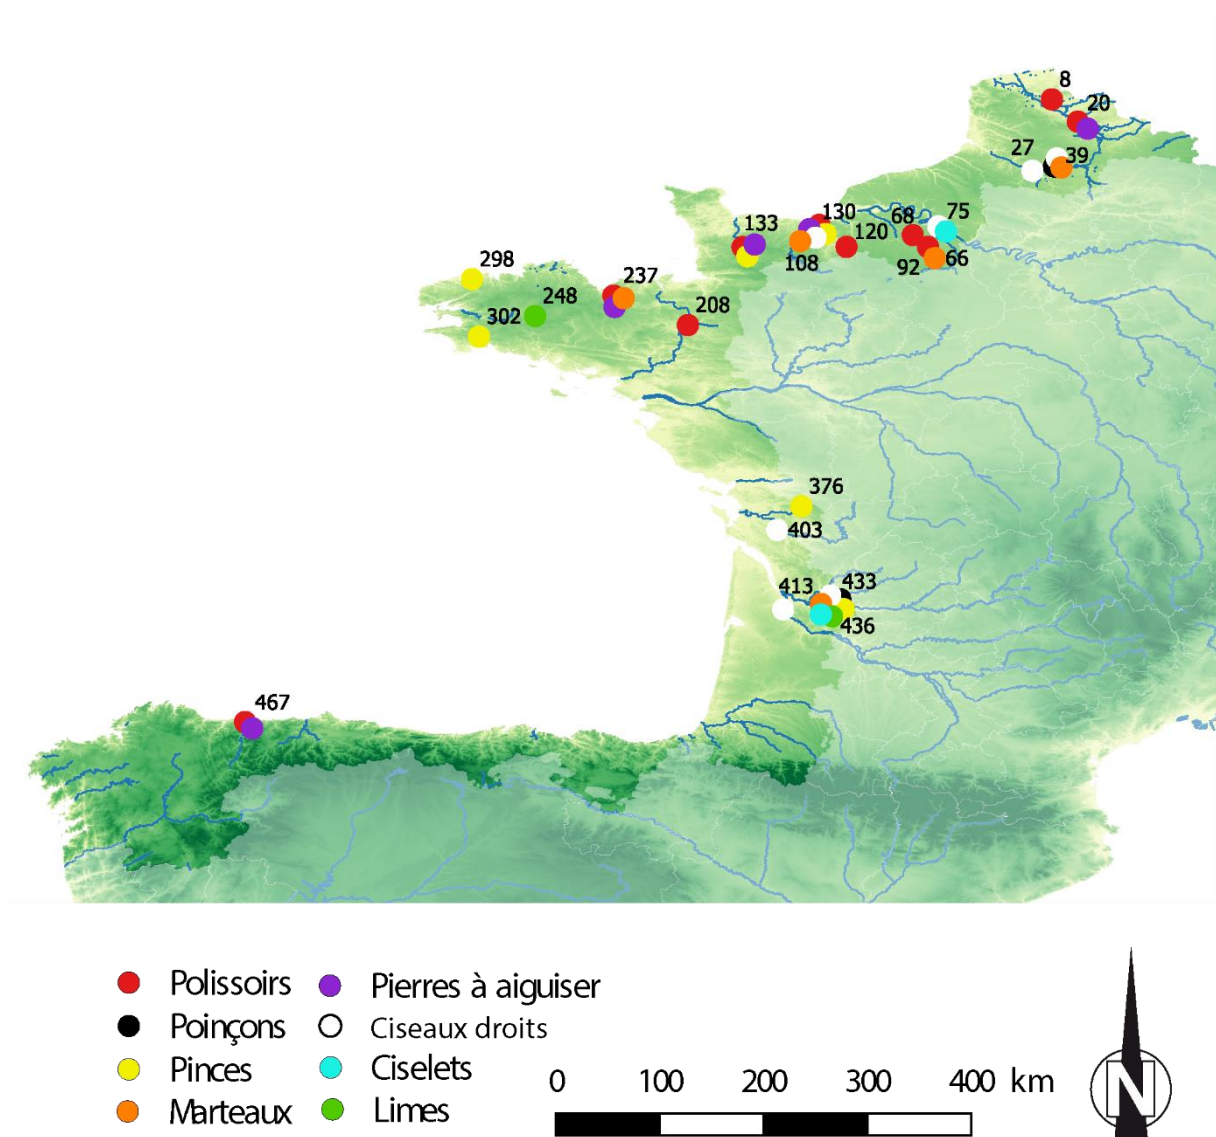 8
20
27
39
75
68
130
133
120
66
108
92
298
237
248
208
302
376
403
433
413
436
467
Polissoirs
Pierres à aiguiser
Poinçons
Ciseaux droits
Pinces
Ciselets
Marteaux
Limes
0 100 200 300 400 km
N